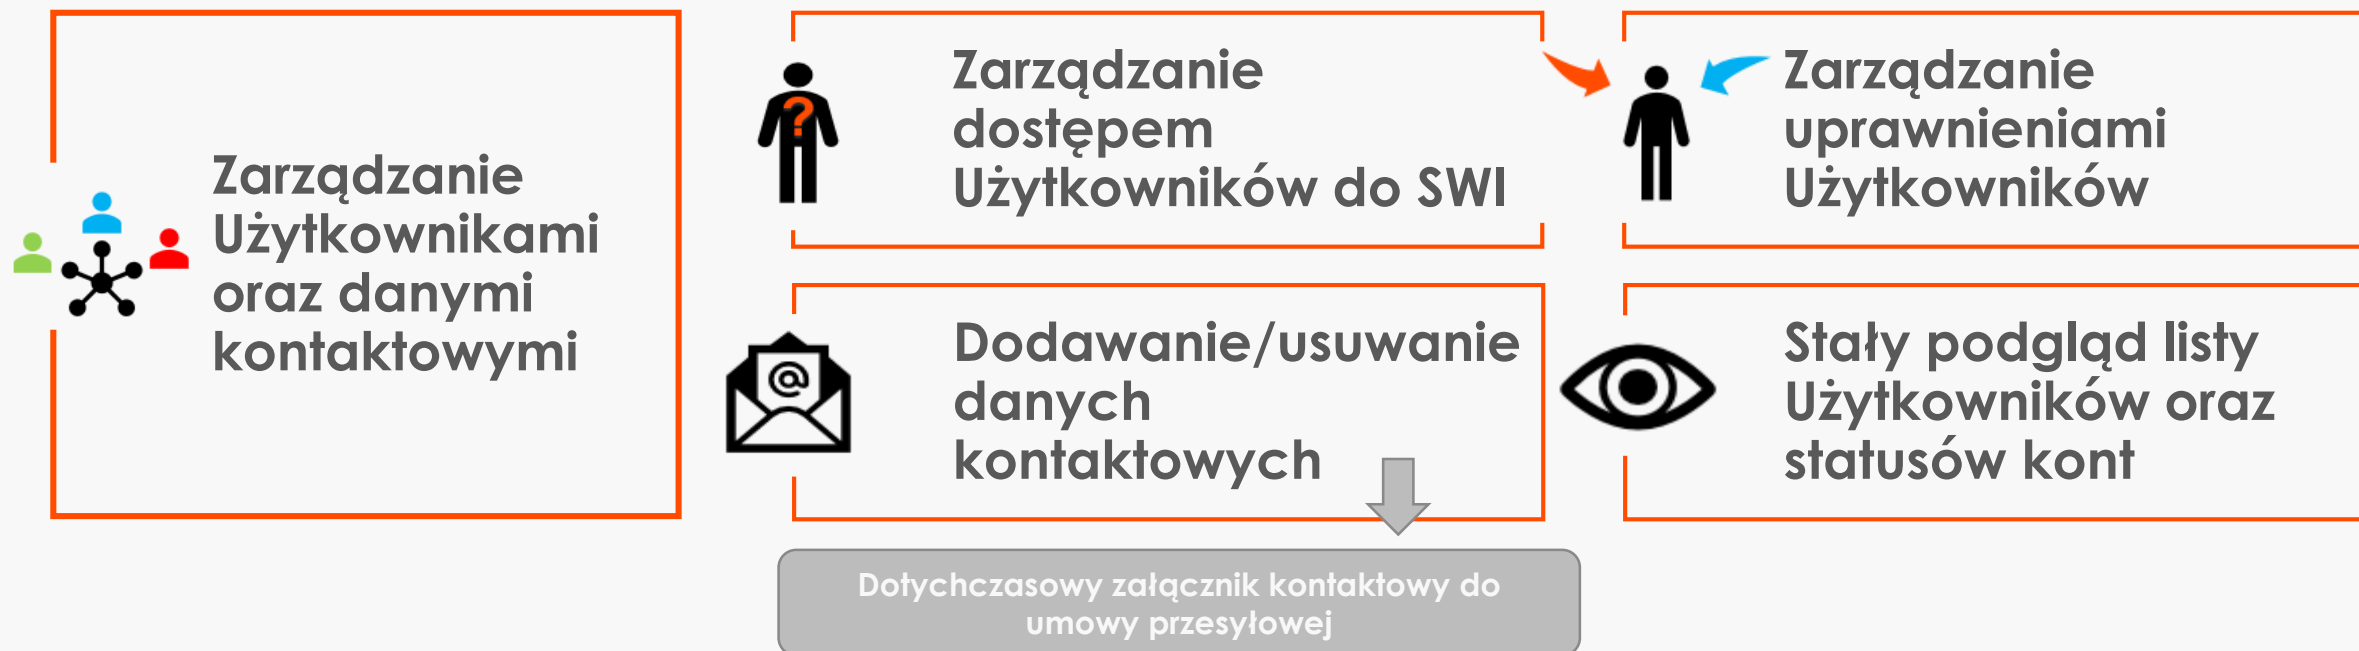 Zarządzanie
Użytkownikami
oraz danymi
kontaktowymi
?
Zarządzanie
dostępem
Użytkowników do SWI
Zarządzanie
uprawnieniami
Użytkowników
@
Dodawanie/usuwanie
danych
kontaktowych
Stały podgląd listy
Użytkowników oraz
statusów kont
Dotychczasowy załącznik kontaktowy do
umowy przesyłowej